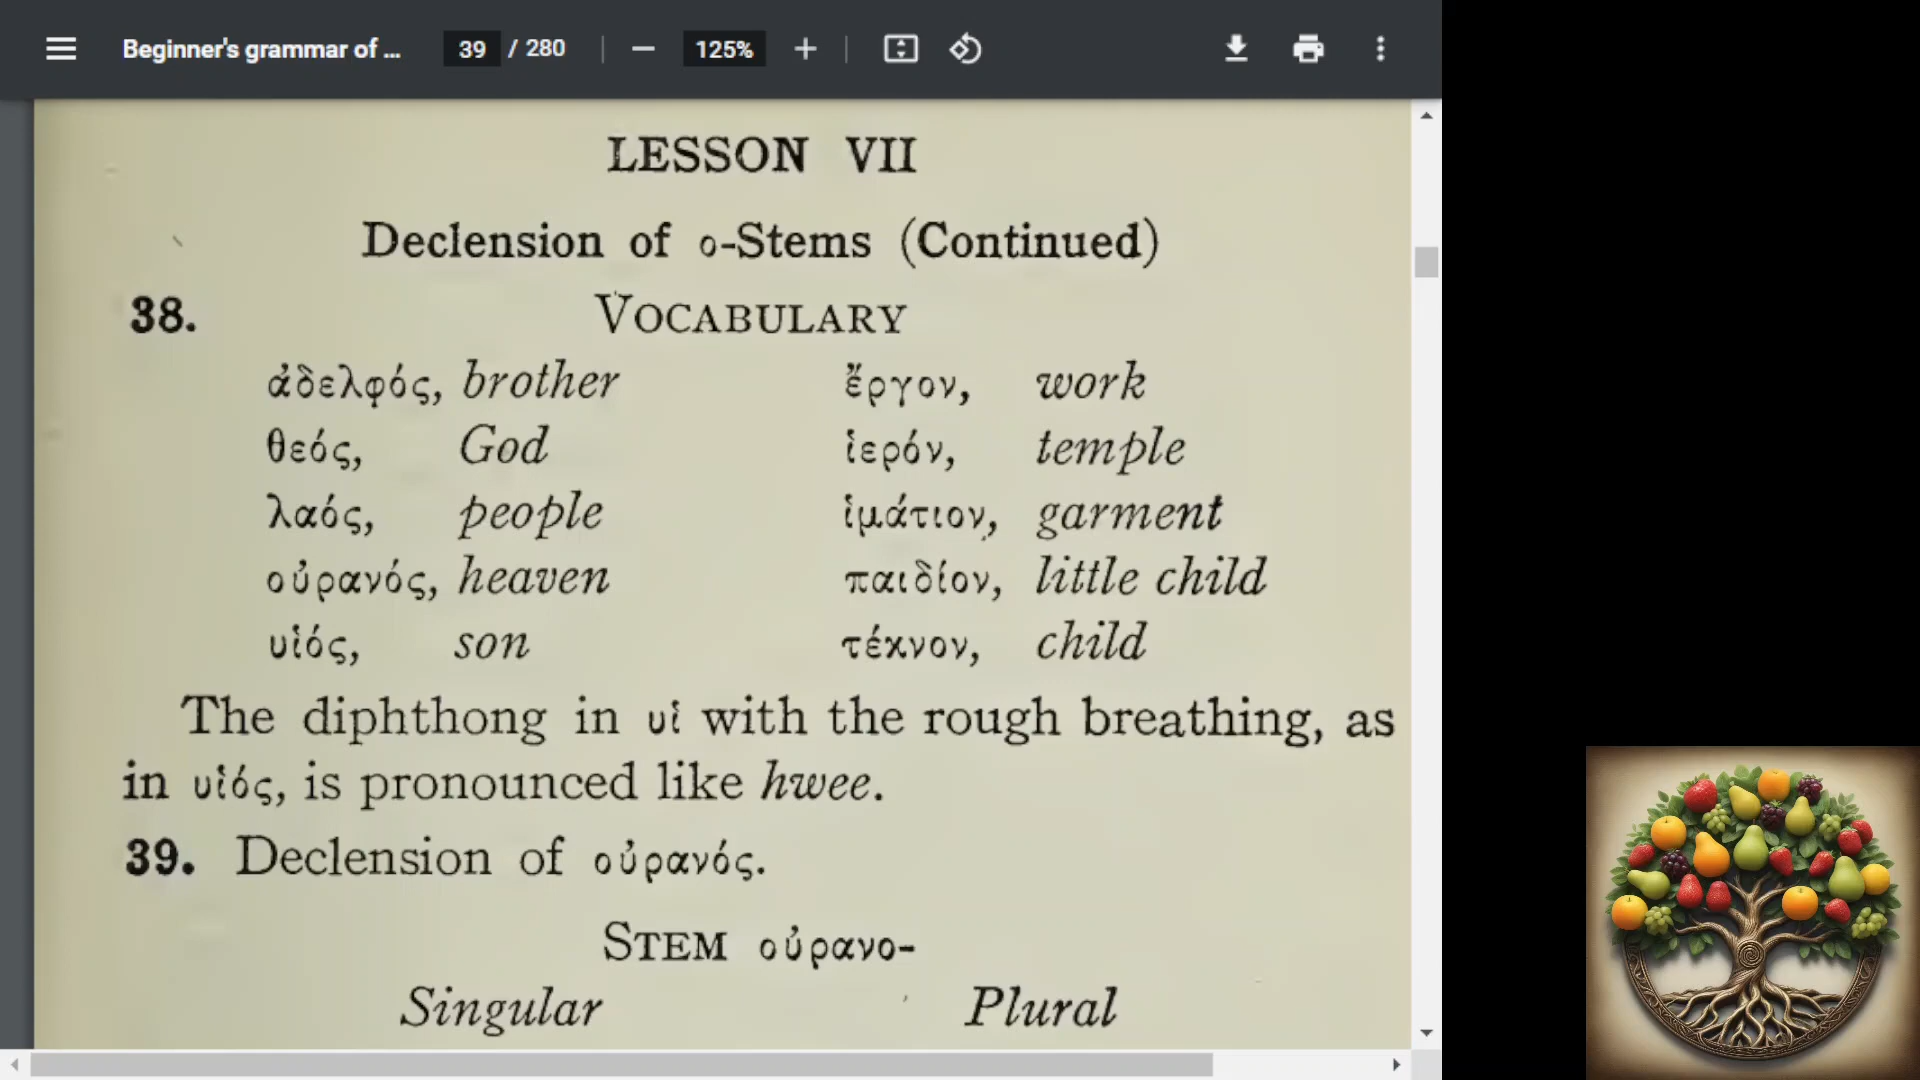 Beginner's grammar of ... 39 / 280 125%
LESSON VII
Declension of ο-Stems (Continued)
38. VOCABULARY
ἀδελφός, brother ἔργον, work
θεός, God ἱερόν, temple
λαός, people ἱμάτιον, garment
οὐρανός, heaven παιδίον, little child
υἱός, son τέκνον, child
The diphthong in υἱ with the rough breathing, as
in υἱός, is pronounced like hwee.
39. Declension of οὐρανός.
STEM οὐρανο-
Singular Plural